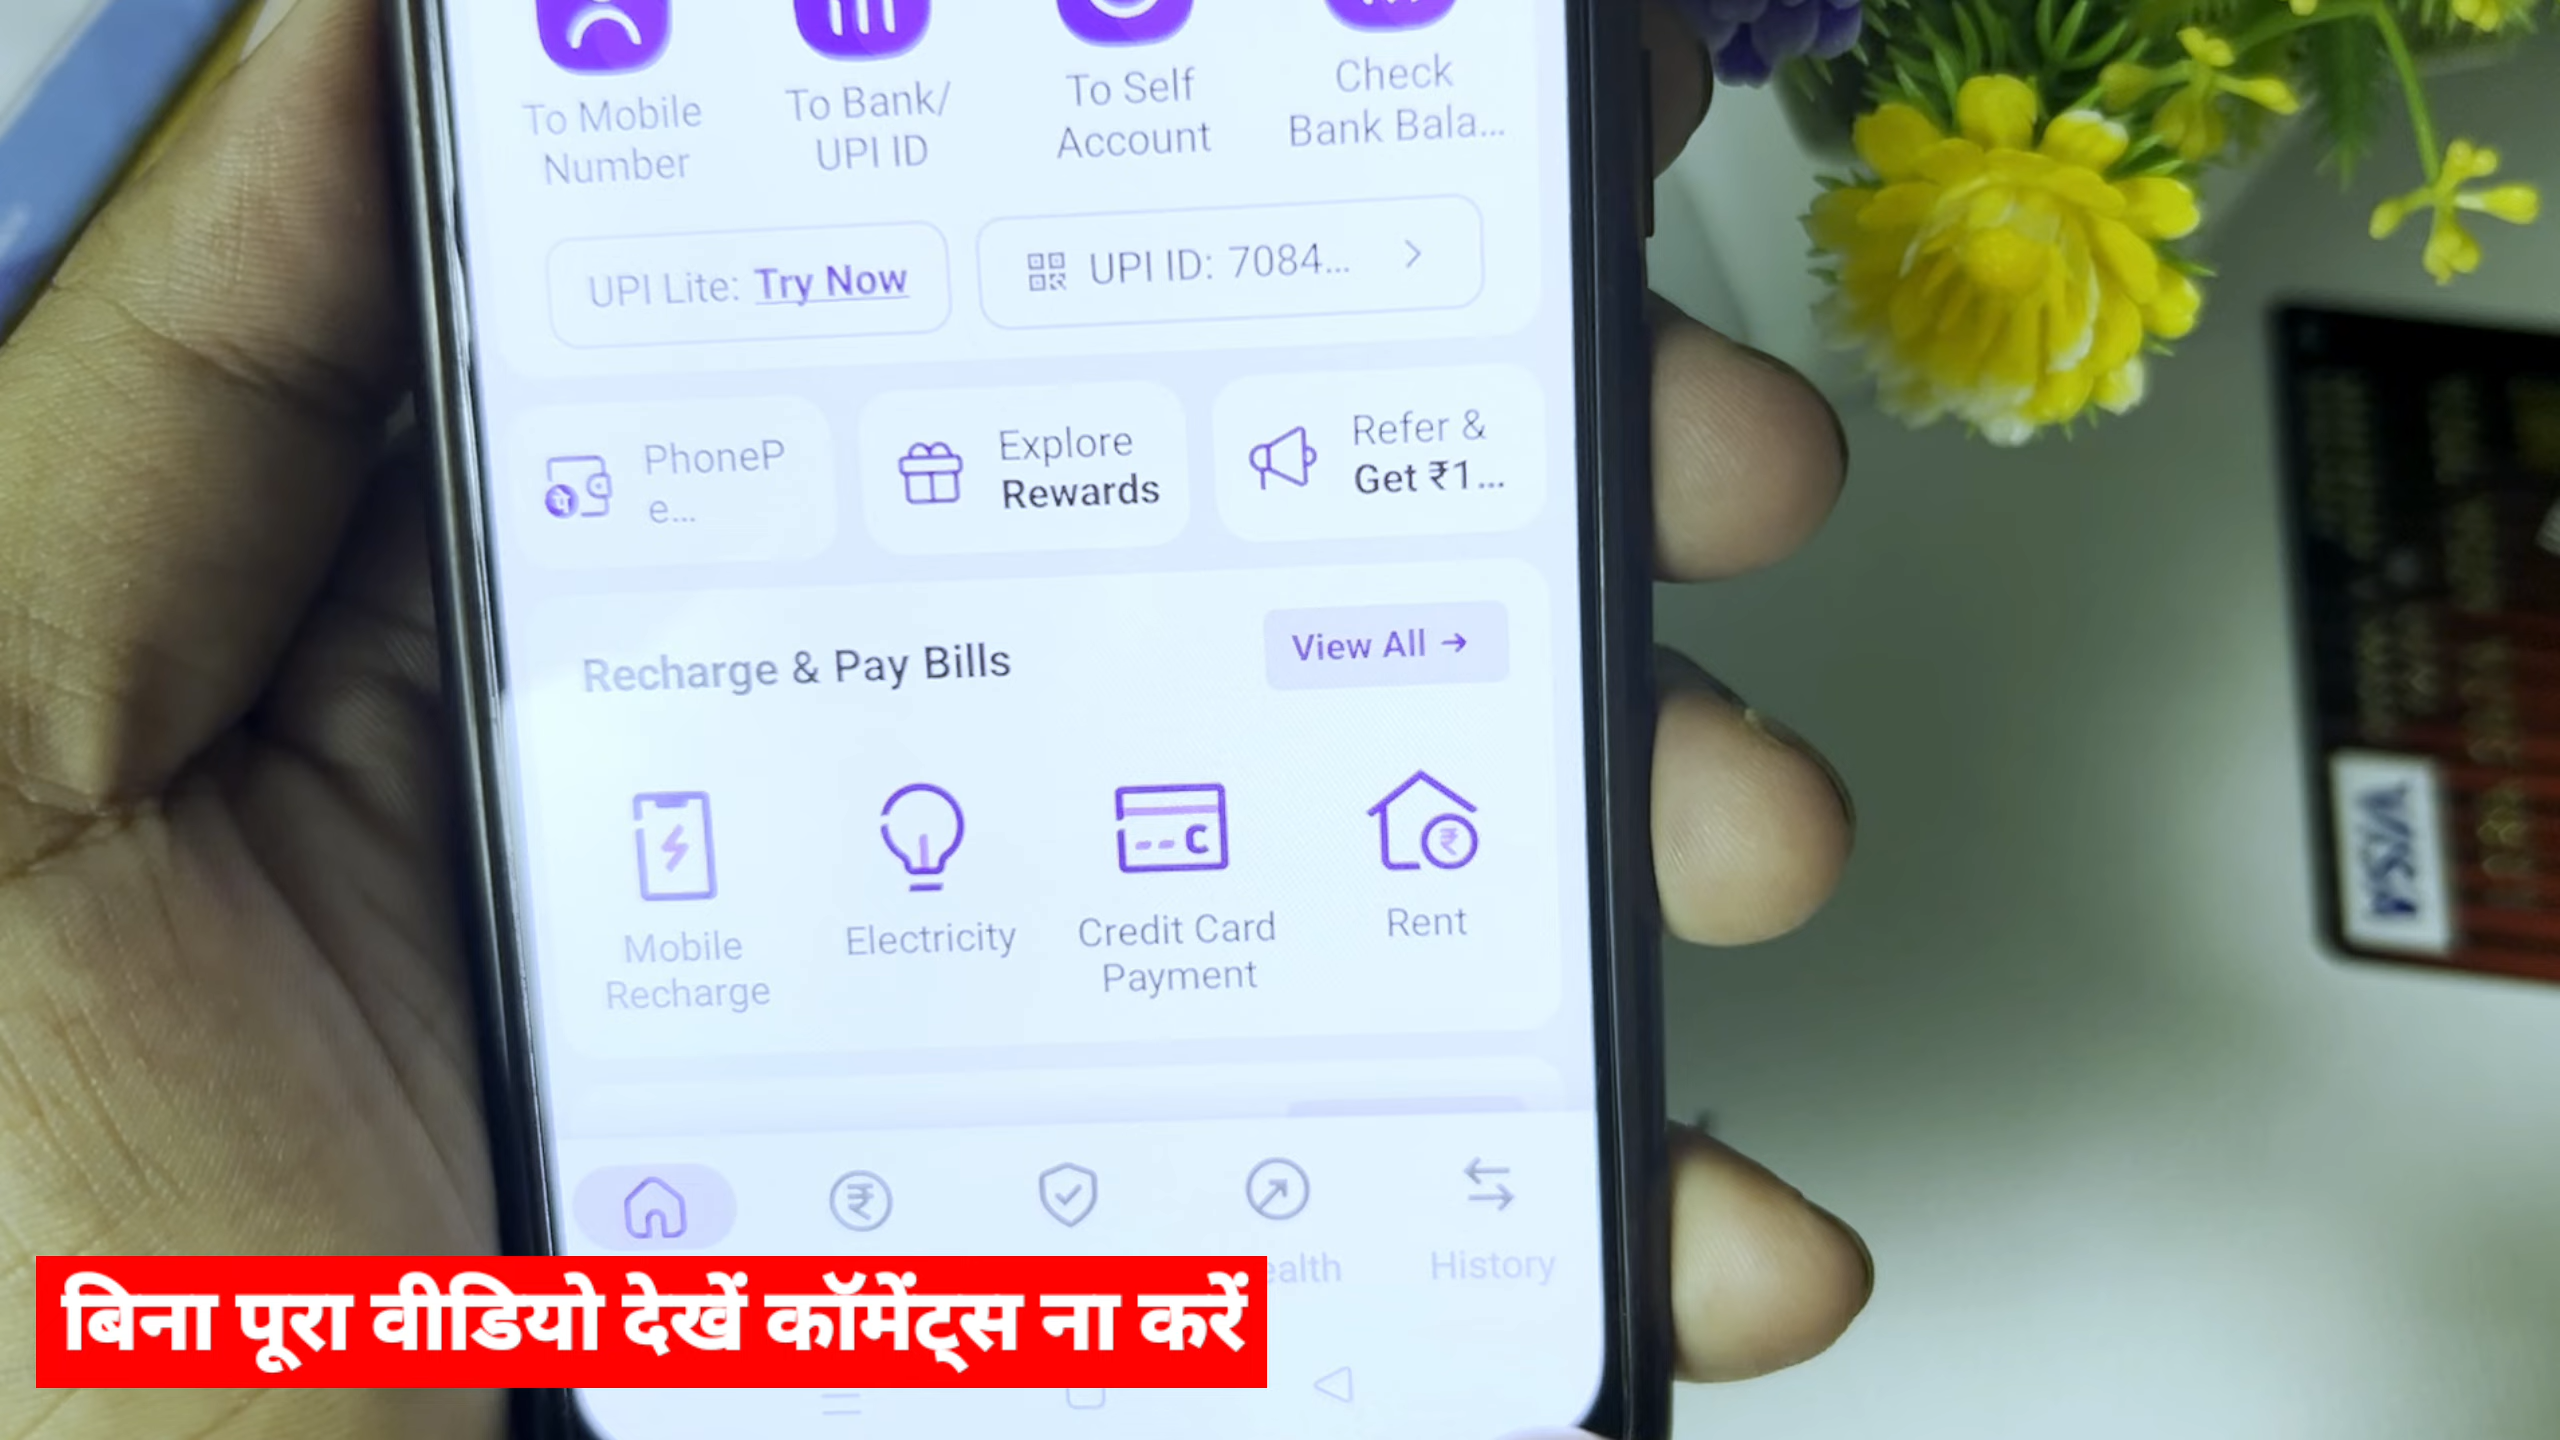 To Mobile
Number
To Bank/
UPI ID
To Self
Account
Check
Bank Bala...
UPI Lite: Try Now
UPI ID: 7084...
PhoneP
e...
Explore
Rewards
Refer &
Get ₹1...
Recharge & Pay Bills
View All →
Mobile
Recharge
Electricity
Credit Card
Payment
Rent
ealth
History
बिना पूरा वीडियो देखें कॉमेंट्स ना करें
VISA